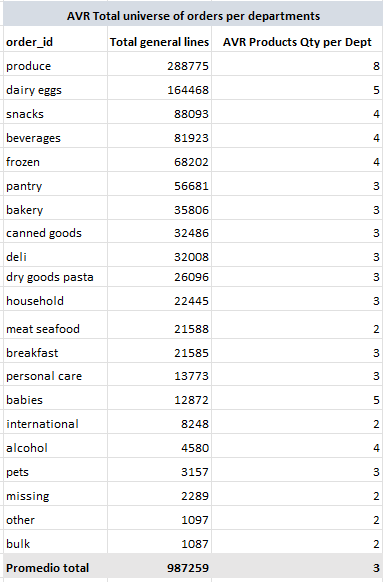 AVR Total universe of orders per departments
order_id Total general lines AVR Products Qty per Dept
produce 288775 8
dairy eggs 164468 5
snacks 88093 4
beverages 81923 4
frozen 68202 4
pantry 56681 3
bakery 35806 3
canned goods 32486 3
deli 32008 3
dry goods pasta 26096 3
household 22445 3
meat seafood 21588 2
breakfast 21585 3
personal care 13773 3
babies 12872 5
international 8248 2
alcohol 4580 4
pets 3157 3
missing 2289 2
other 1097 2
bulk 1087 2
Promedio total 987259 3